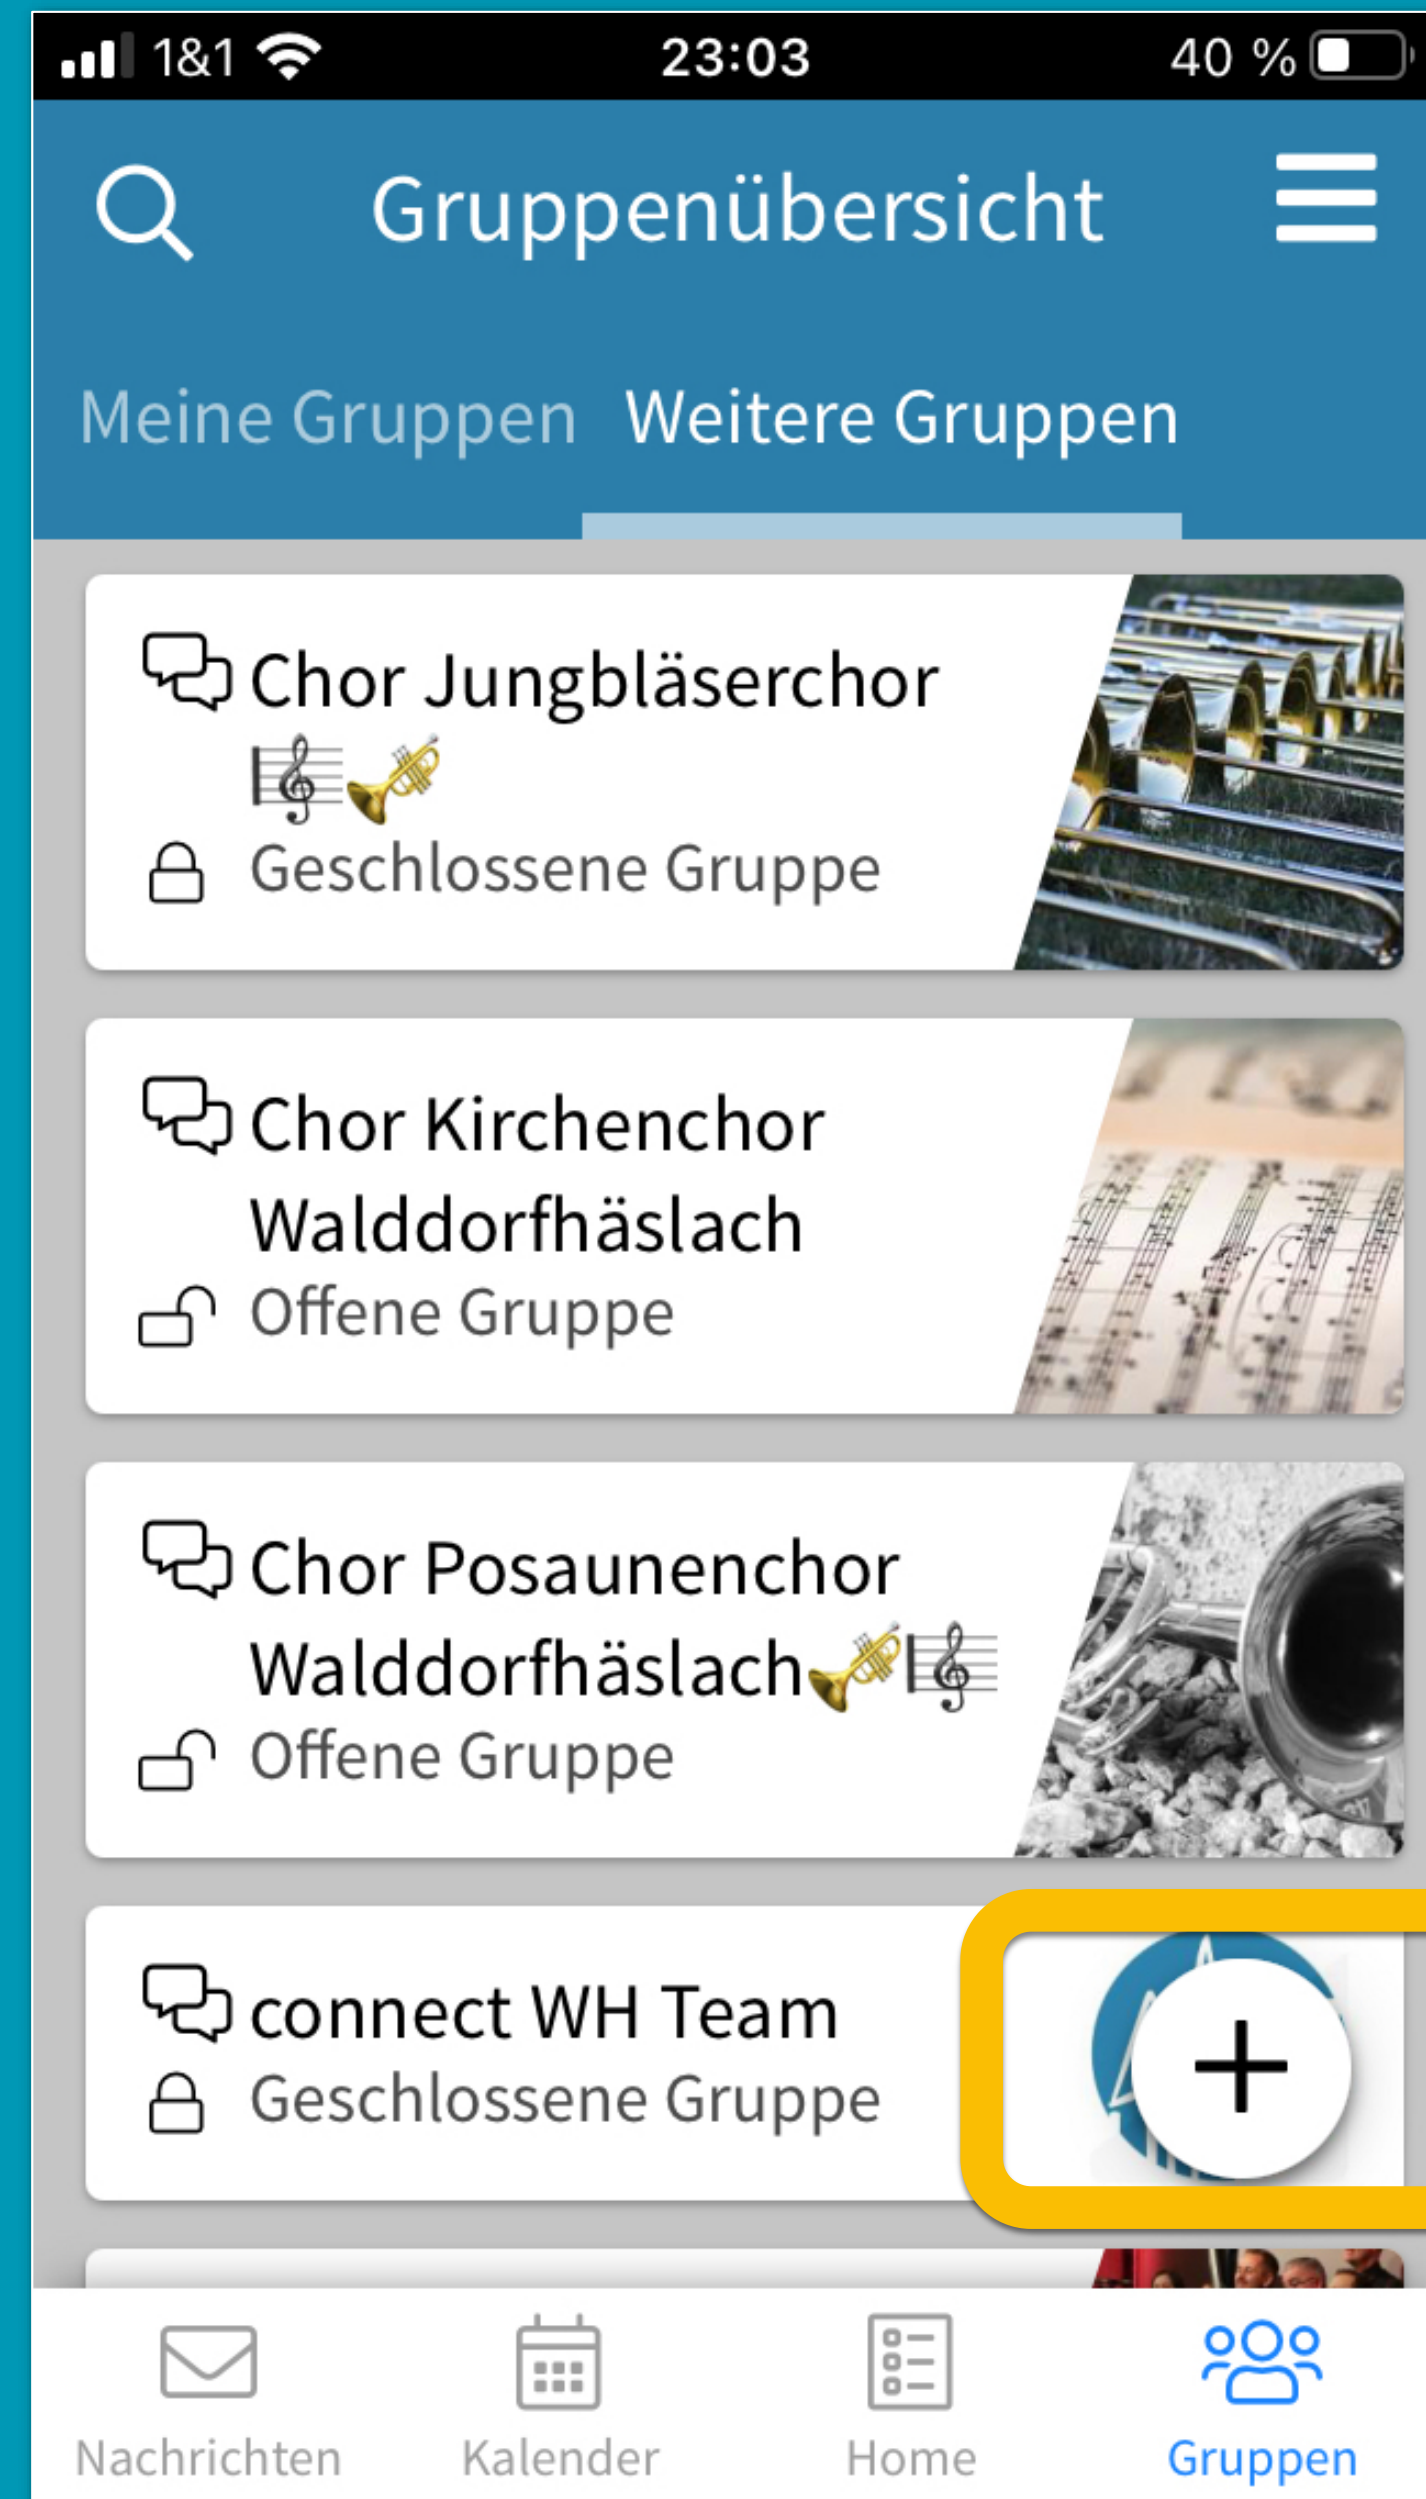 1&1 23:03 40 %
Gruppenübersicht
Meine Gruppen Weitere Gruppen
Chor Jungbläserchor
🎼🎺
Geschlossene Gruppe
Chor Kirchenchor
Walddorfhäslach
Offene Gruppe
Chor Posaunenchor
Walddorfhäslach🎺🎼
Offene Gruppe
connect WH Team
Geschlossene Gruppe
Nachrichten Kalender Home Gruppen